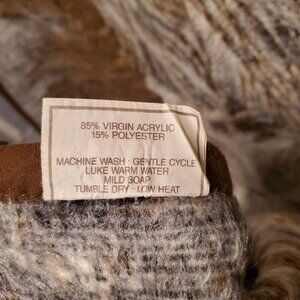 85% VIRGIN ACRYLIC
15% POLYESTER
MACHINE WASH · GENTLE CYCLE
LUKE WARM WATER
MILD SOAP
TUMBLE DRY · LOW HEAT